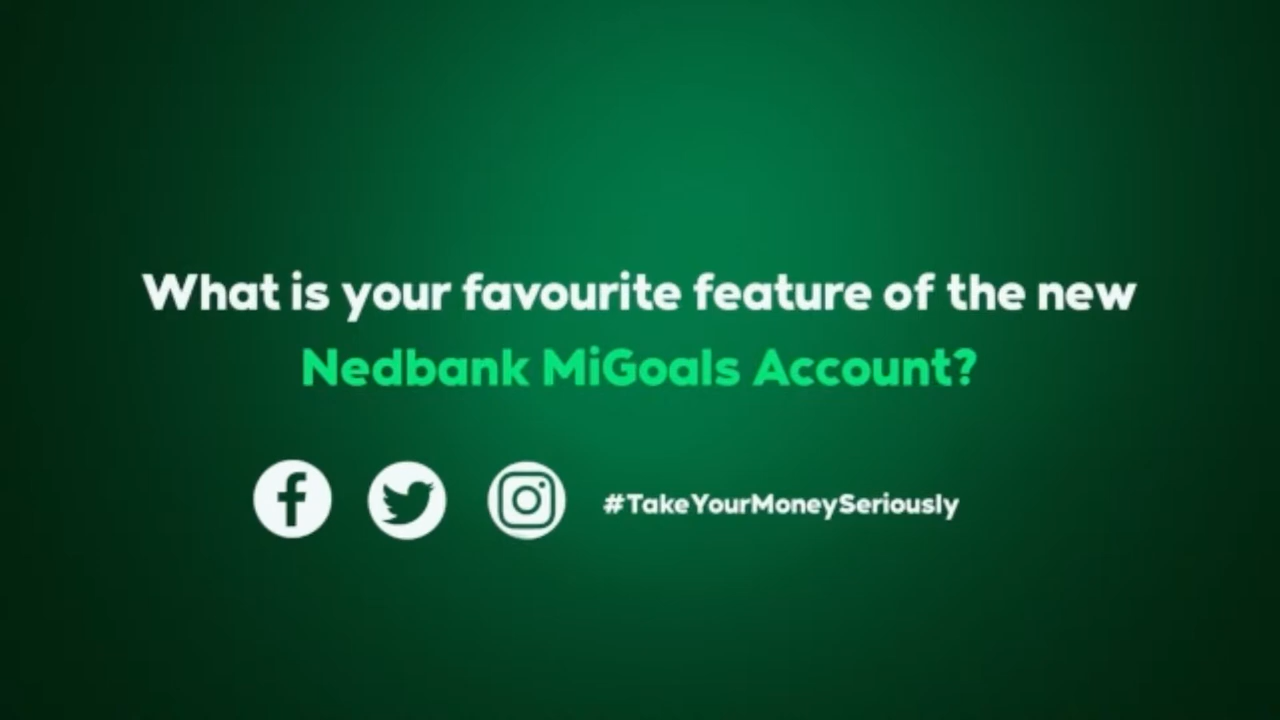 What is your favourite feature of the new
Nedbank MiGoals Account?
#TakeYourMoneySeriously